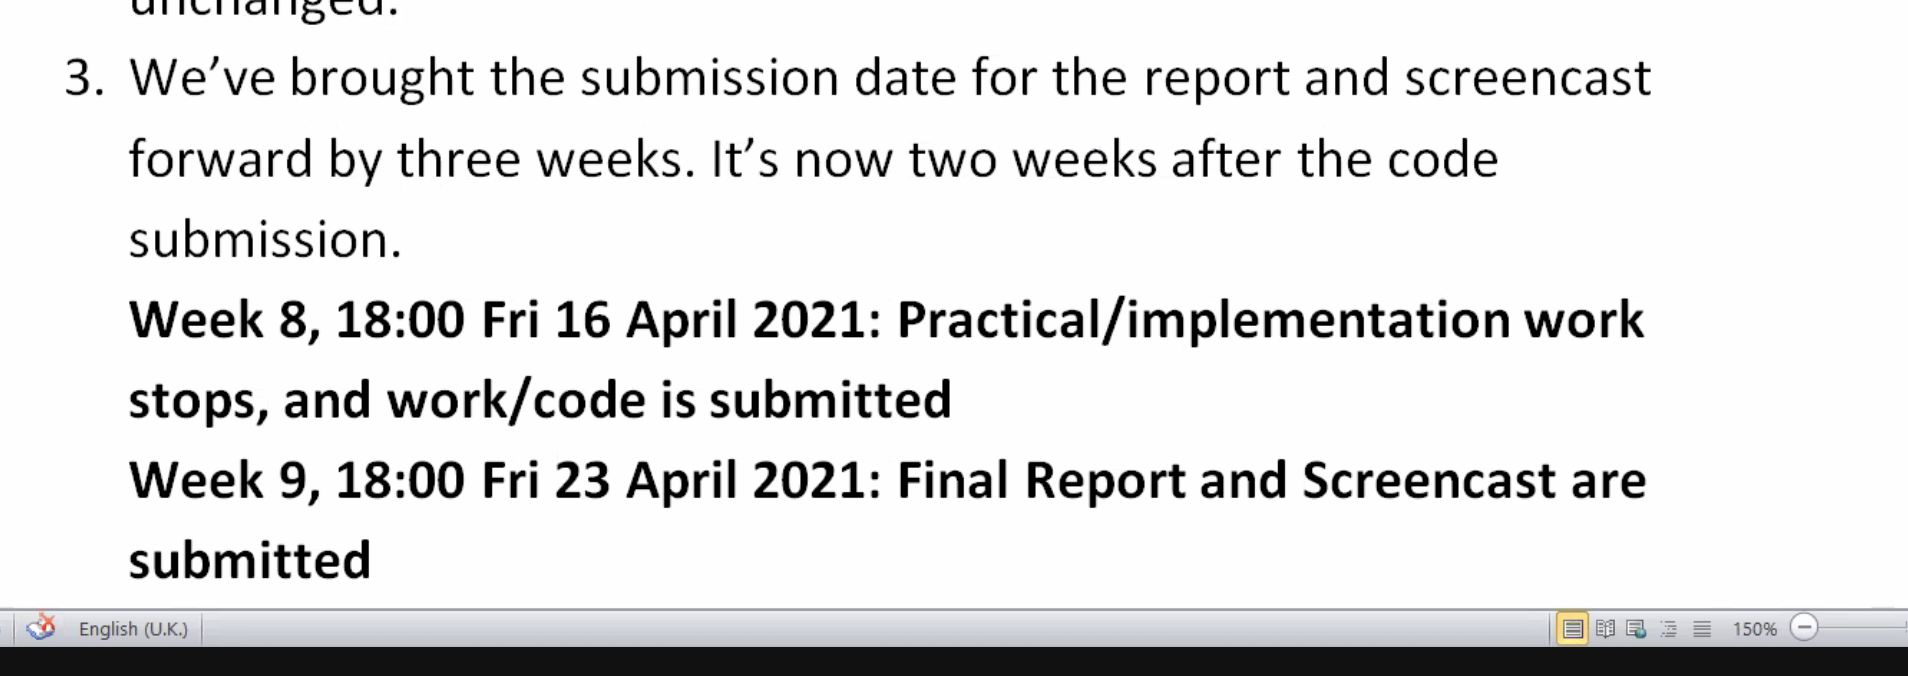 unchanged.
3. We’ve brought the submission date for the report and screencast
forward by three weeks. It’s now two weeks after the code
submission.
Week 8, 18:00 Fri 16 April 2021: Practical/implementation work
stops, and work/code is submitted
Week 9, 18:00 Fri 23 April 2021: Final Report and Screencast are
submitted
English (U.K.) 150%